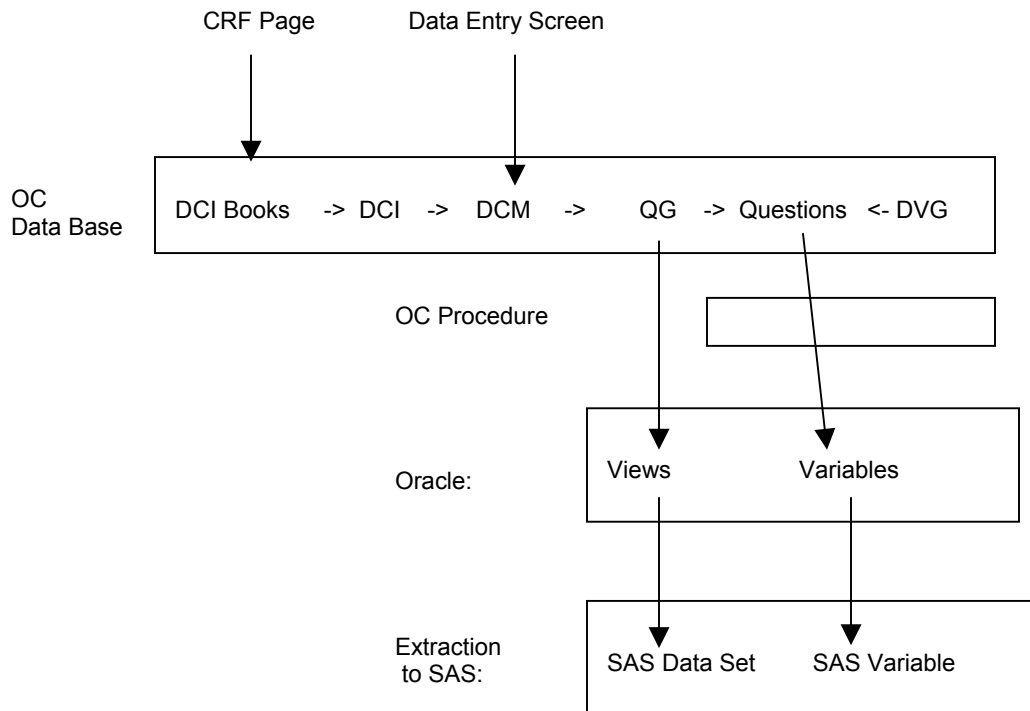 CRF Page Data Entry Screen
OC
Data Base
DCI Books -> DCI -> DCM -> QG -> Questions <- DVG
OC Procedure
Oracle:
Views Variables
Extraction
to SAS:
SAS Data Set SAS Variable